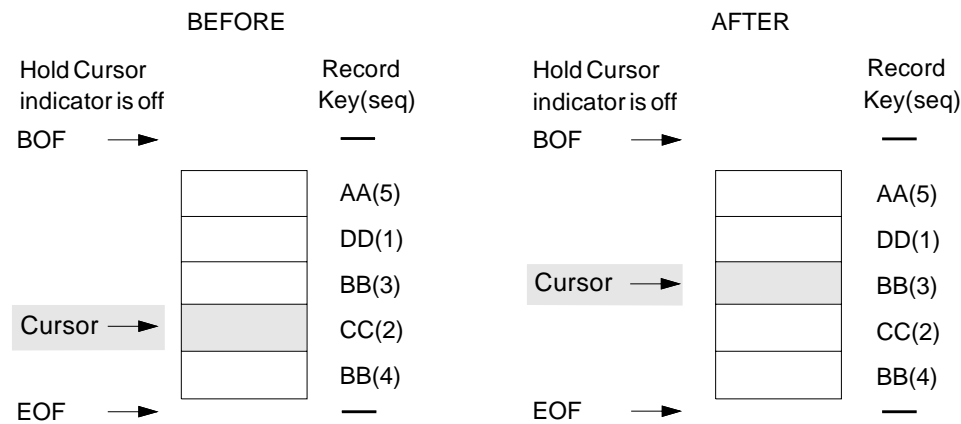 BEFORE
Hold Cursor
indicator is off
Record
Key(seq)
BOF
—
AA(5)
DD(1)
BB(3)
Cursor
CC(2)
BB(4)
EOF
—
AFTER
Hold Cursor
indicator is off
Record
Key(seq)
BOF
—
AA(5)
DD(1)
Cursor
BB(3)
CC(2)
BB(4)
EOF
—